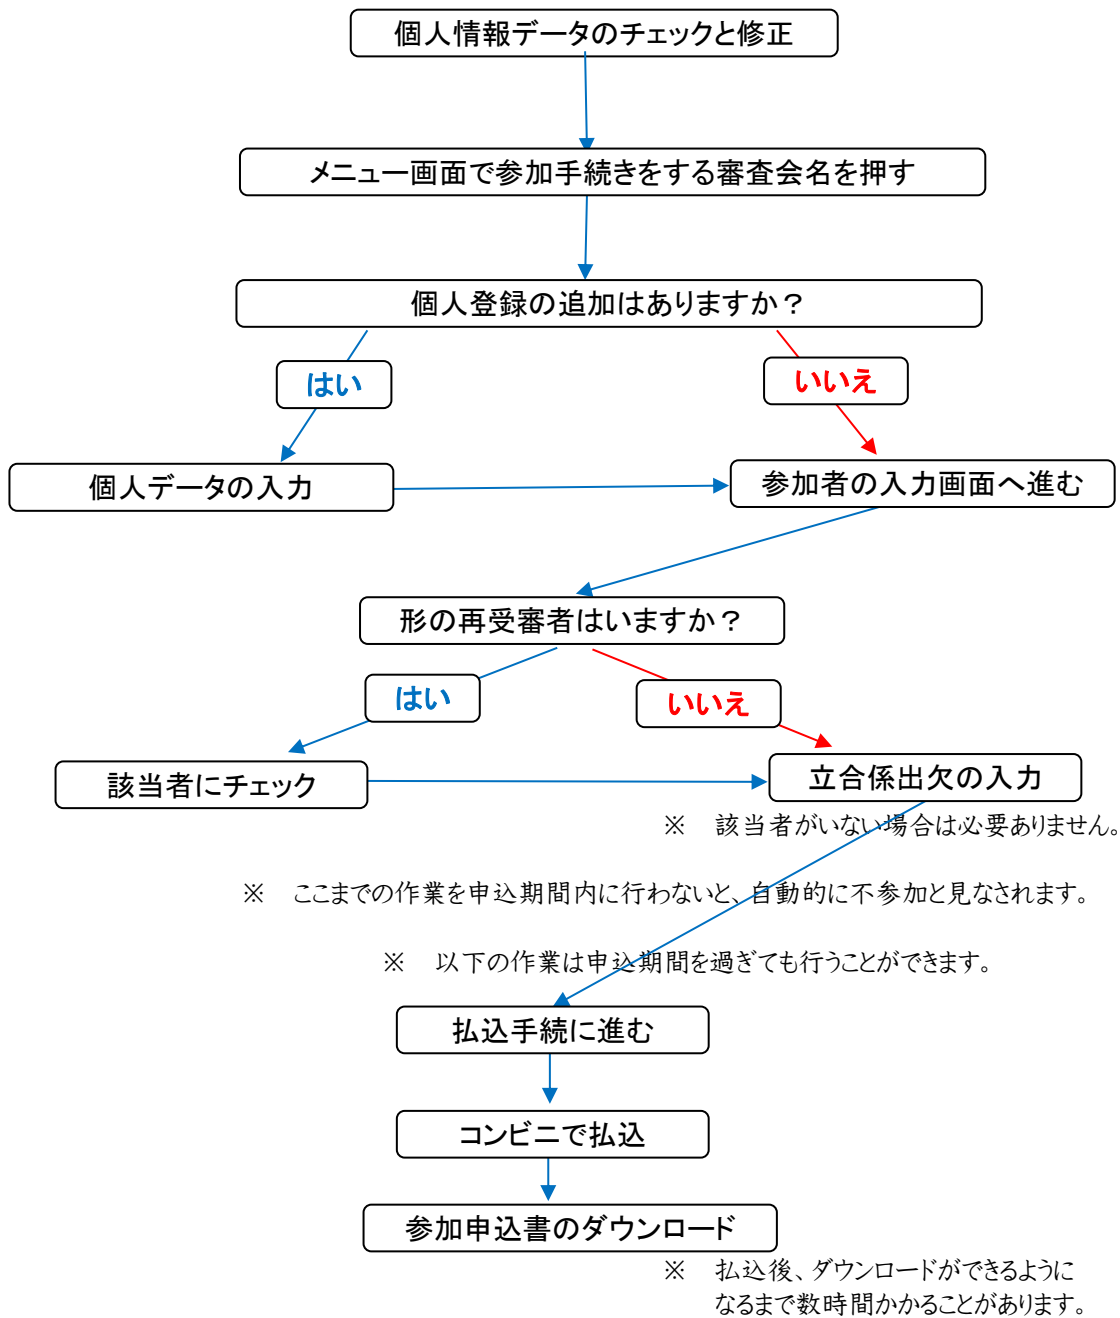 個人情報データのチェックと修正
メニュー画面で参加手続きをする審査会名を押す
個人登録の追加はありますか？
はい
いいえ
個人データの入力
参加者の入力画面へ進む
形の再受審者はいますか？
はい
いいえ
該当者にチェック
立合係出欠の入力
※　該当者がいない場合は必要ありません。
※　ここまでの作業を申込期間内に行わないと、自動的に不参加と見なされます。
※　以下の作業は申込期間を過ぎても行うことができます。
払込手続に進む
コンビニで払込
参加申込書のダウンロード
※　払込後、ダウンロードができるように
なるまで数時間かかることがあります。